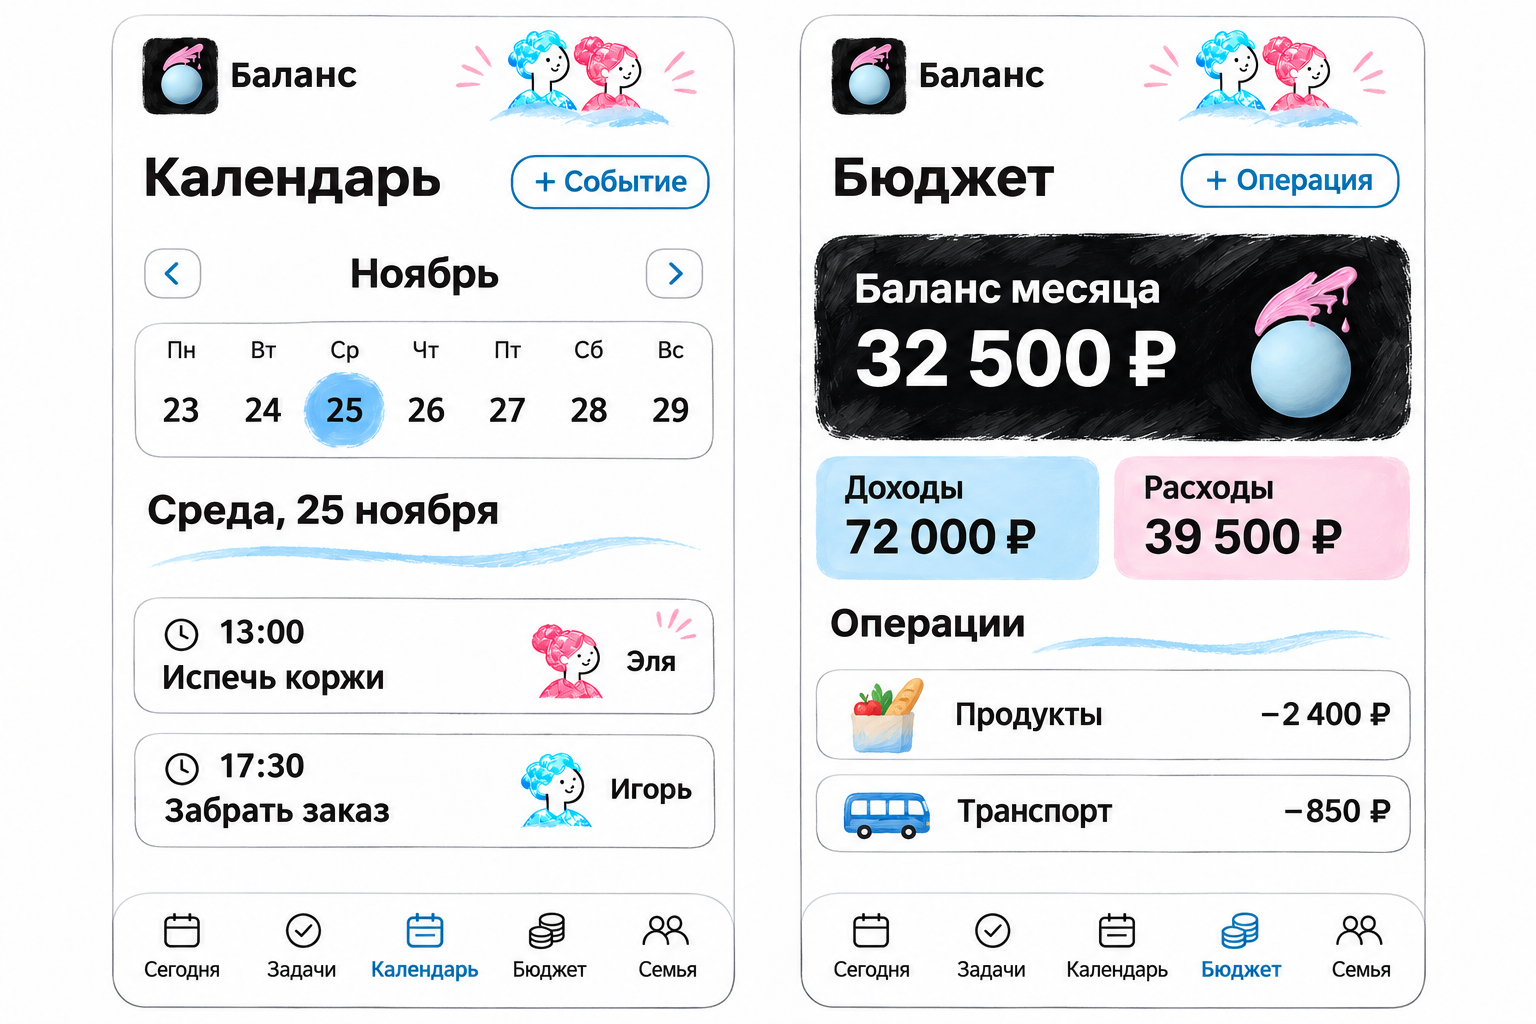 Баланс
Календарь
+ Событие
Ноябрь
Пн Вт Ср Чт Пт Сб Вс
23 24 25 26 27 28 29
Среда, 25 ноября
13:00
Испечь коржи
Эля
17:30
Забрать заказ
Игорь
Сегодня Задачи Календарь Бюджет Семья
Баланс
Бюджет
+ Операция
Баланс месяца
32 500 ₽
Доходы
72 000 ₽
Расходы
39 500 ₽
Операции
Продукты −2 400 ₽
Транспорт −850 ₽
Сегодня Задачи Календарь Бюджет Семья